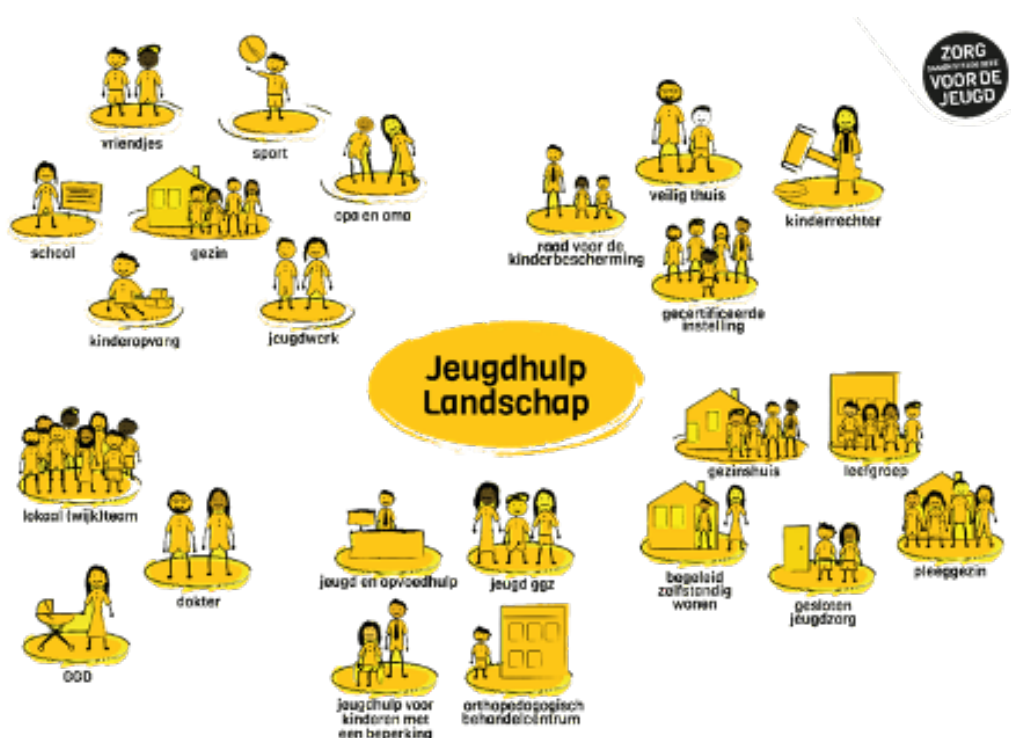 ZORG
VOOR DE
JEUGD
vriendjes
sport
opa en oma
school
gezin
kinderopvang
jeugdwerk
raad voor de
kinderbescherming
veilig thuis
kinderrechter
gecertificeerde
instelling
Jeugdhulp
Landschap
lokaal (wijk)team
dokter
GGD
jeugd en opvoedhulp
jeugd ggz
jeugdhulp voor
kinderen met
een beperking
orthopedagogisch
behandelcentrum
gezinshuis
leefgroep
begeleid
zelfstandig
wonen
gesloten
jeugdzorg
pleeggezin